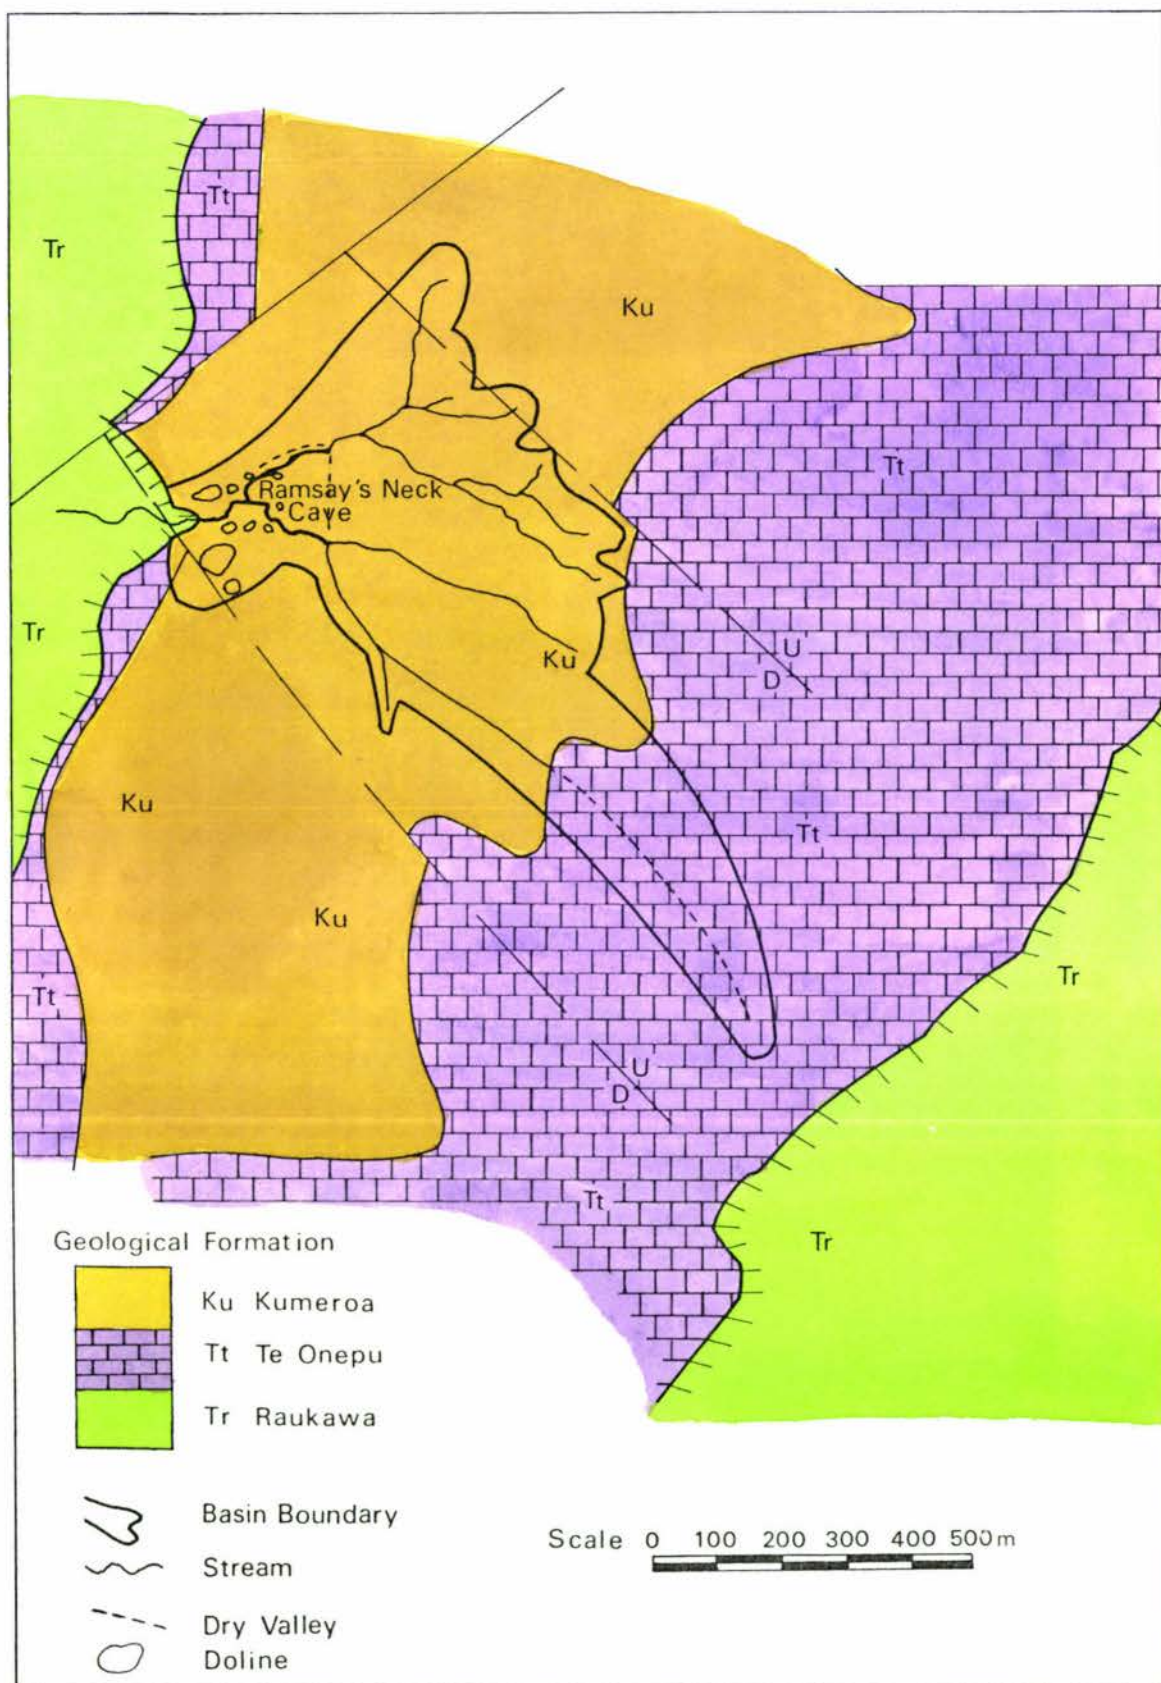 Tt
Tr
Ku
Tt
Ramsay's Neck
Cave
Tr
U
Ku
D
Ku
Tt
Ku
Tr
Tt
U
D
Tt
Tr
Geological Formation
Ku Kumeroa
Tt Te Onepu
Tr Raukawa
Basin Boundary
Scale 0 100 200 300 400 500m
Stream
Dry Valley
Doline